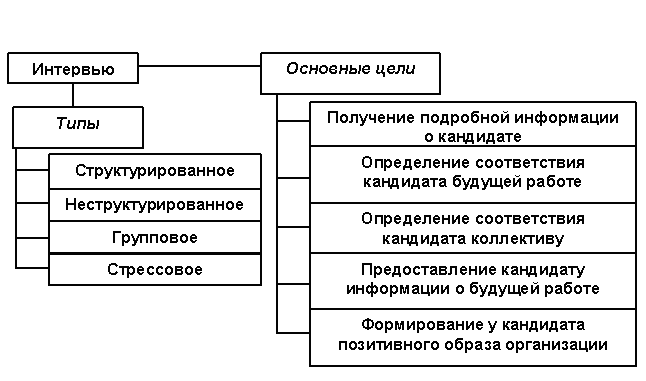 Интервью
Основные цели
Типы
Структурированное
Неструктурированное
Групповое
Стрессовое
Получение подробной информации
о кандидате
Определение соответствия
кандидата будущей работе
Определение соответствия
кандидата коллективу
Предоставление кандидату
информации о будущей работе
Формирование у кандидата
позитивного образа организации